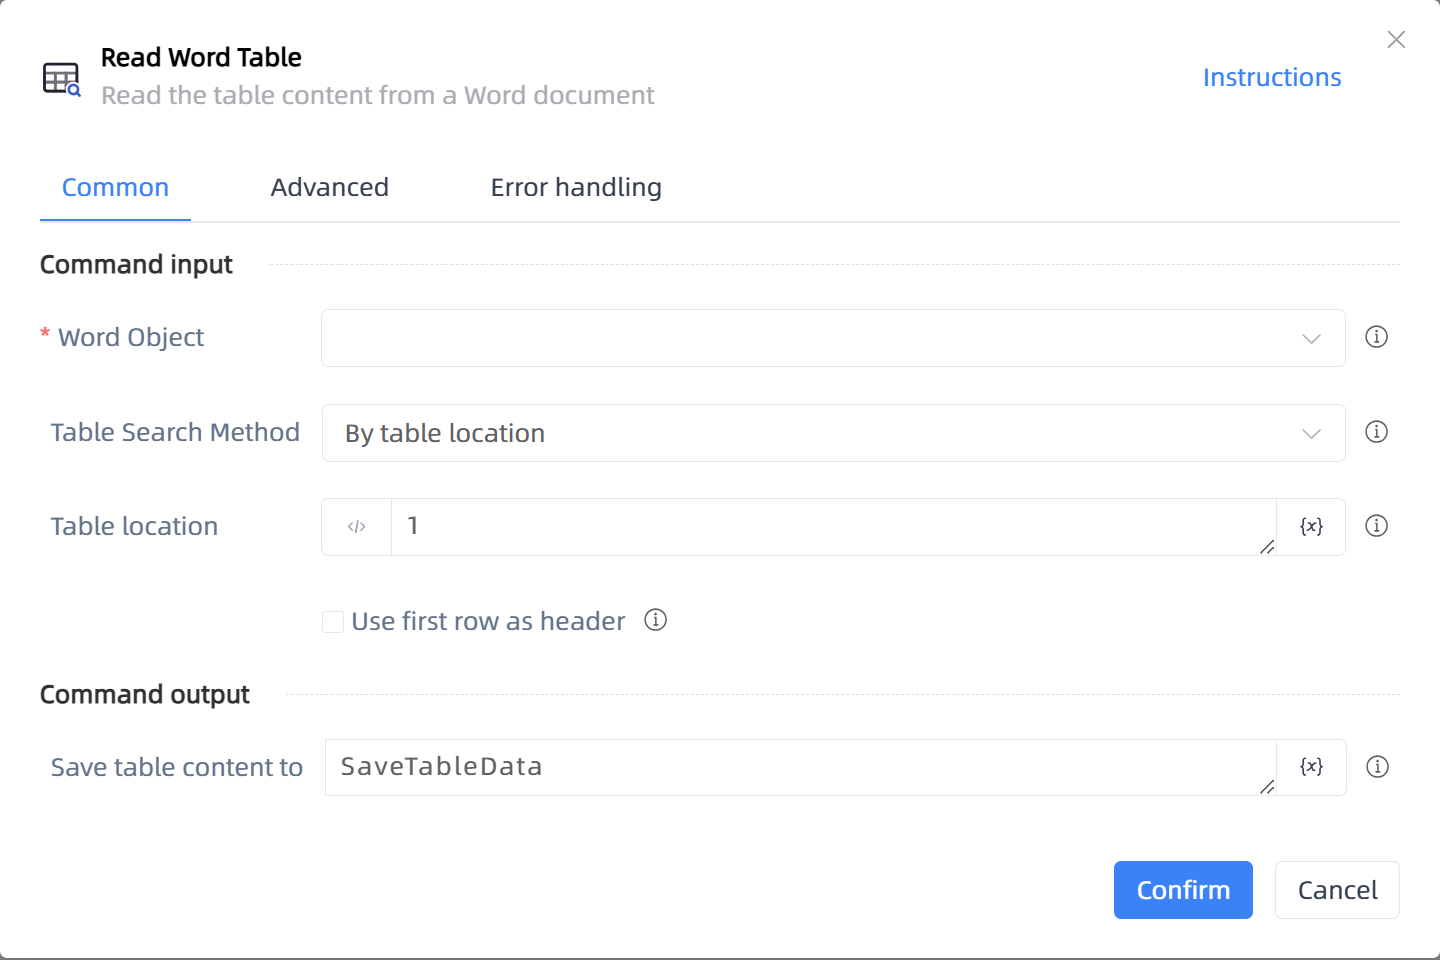 Read Word Table
Read the table content from a Word document
Instructions
Common Advanced Error handling
Command input
* Word Object
Table Search Method By table location
Table location </> 1 {x}
Use first row as header
Command output
Save table content to SaveTableData {x}
Confirm Cancel